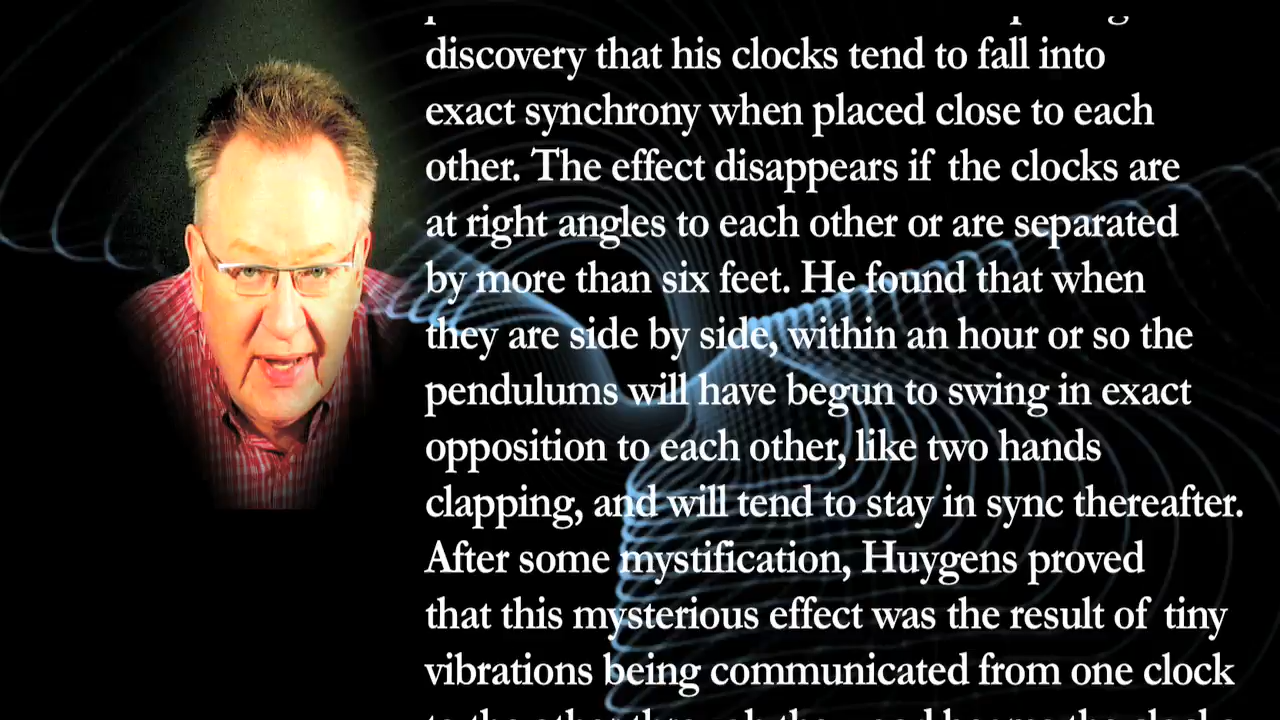 discovery that his clocks tend to fall into
exact synchrony when placed close to each
other. The effect disappears if the clocks are
at right angles to each other or are separated
by more than six feet. He found that when
they are side by side, within an hour or so the
pendulums will have begun to swing in exact
opposition to each other, like two hands
clapping, and will tend to stay in sync thereafter.
After some mystification, Huygens proved
that this mysterious effect was the result of tiny
vibrations being communicated from one clock